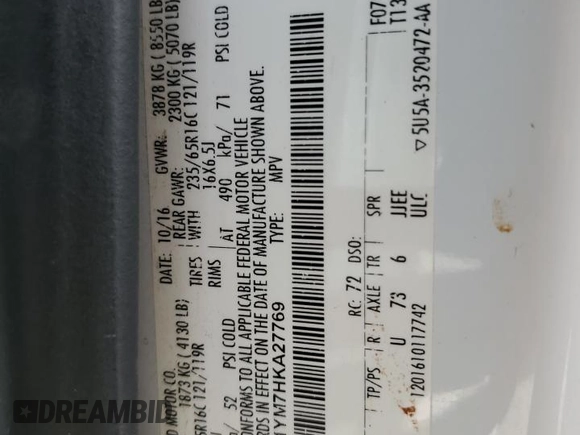 D MOTOR CO.
DATE: 10/16 GVWR: 3878 KG ( 8550 LB
1873 KG ( 4130 LB) REAR GAWR: 2300 KG ( 5070 LB)
5R16C 121/119R TIRES WITH 235/65R16C 121/119R
RIMS 16X6.5J
/ 52 PSI COLD AT 490 kPa/ 71 PSI COLD
ONFORMS TO ALL APPLICABLE FEDERAL MOTOR VEHICLE
RDS IN EFFECT ON THE DATE OF MANUFACTURE SHOWN ABOVE.
YM7HKA27769 TYPE: MPV
RC: 72 DSO: F07
TP/PS R AXLE TR SPR T13
U 73 6 JJEE
1201610117742 ULC ▽5U5A-3520472-AA
DREAMBID